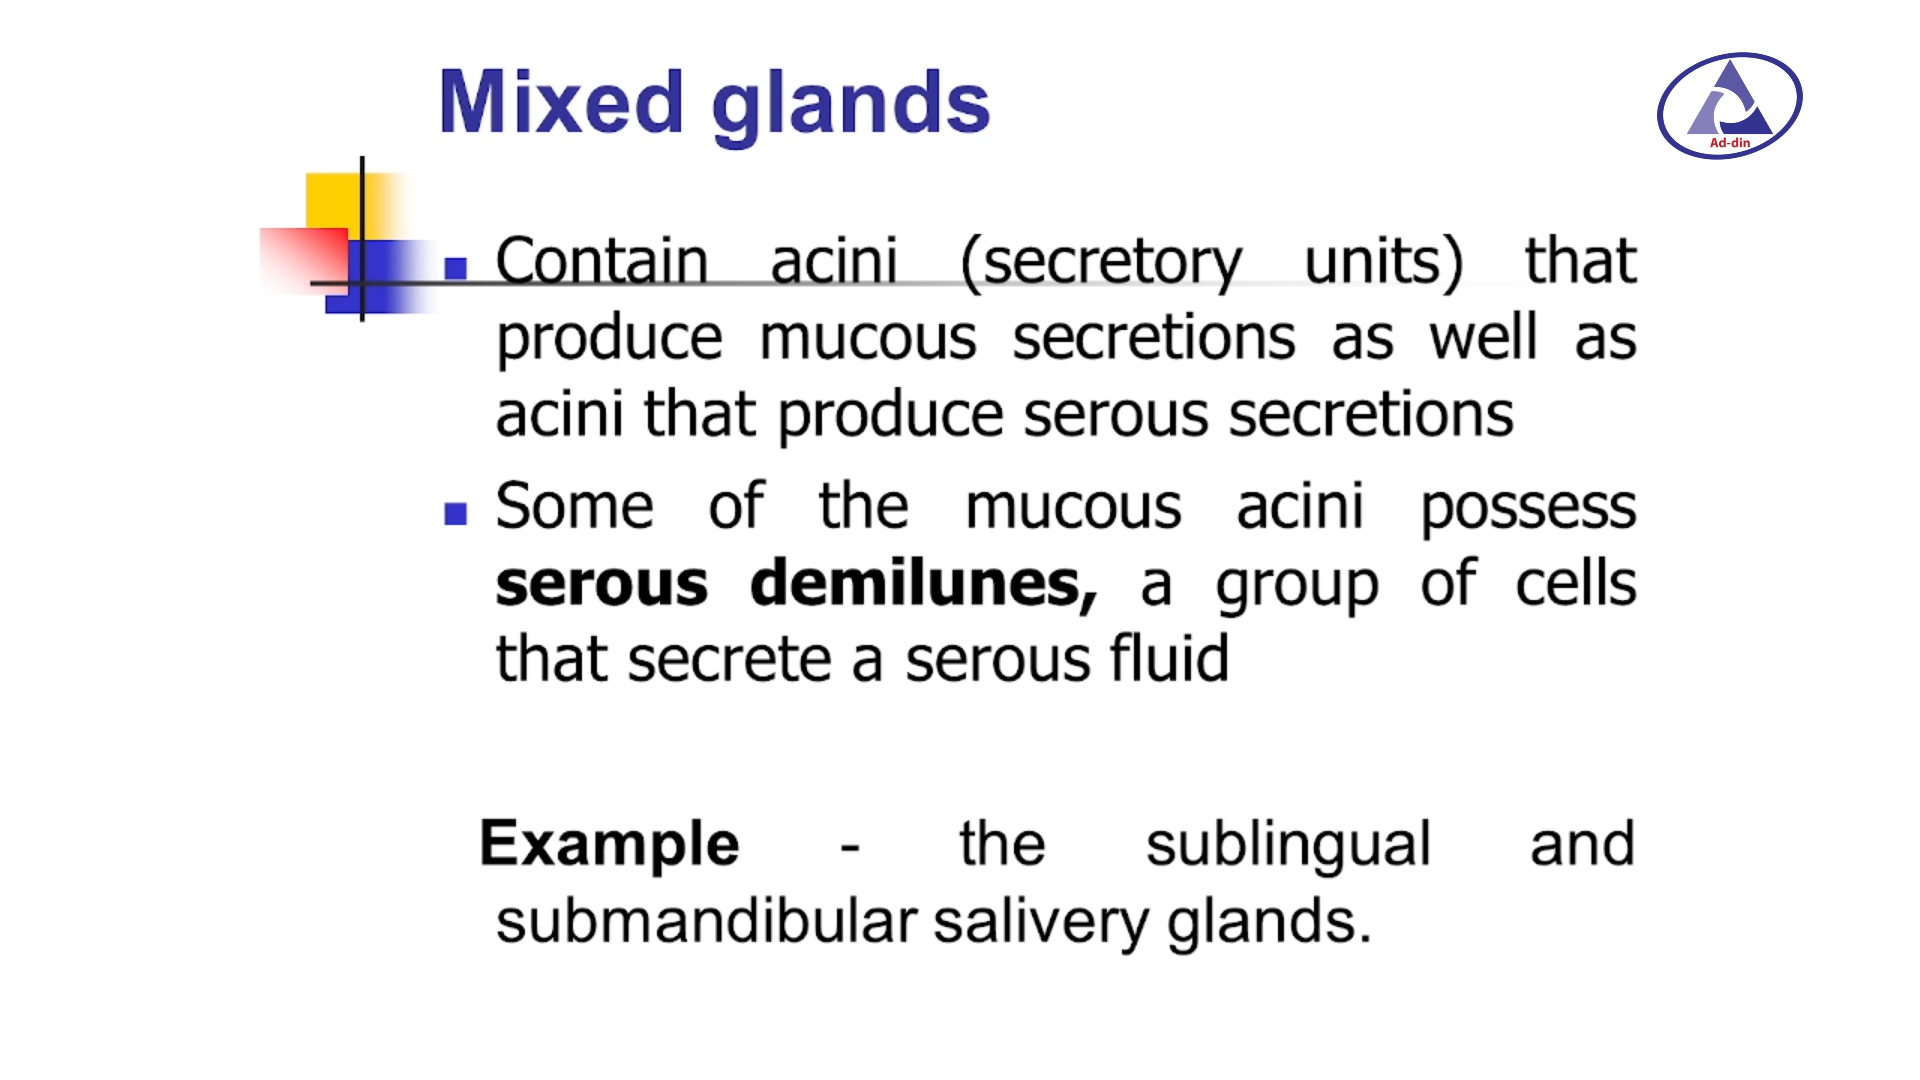 Mixed glands
Ad-din
Contain acini (secretory units) that
produce mucous secretions as well as
acini that produce serous secretions
Some of the mucous acini possess
serous demilunes, a group of cells
that secrete a serous fluid
Example - the sublingual and
submandibular salivery glands.